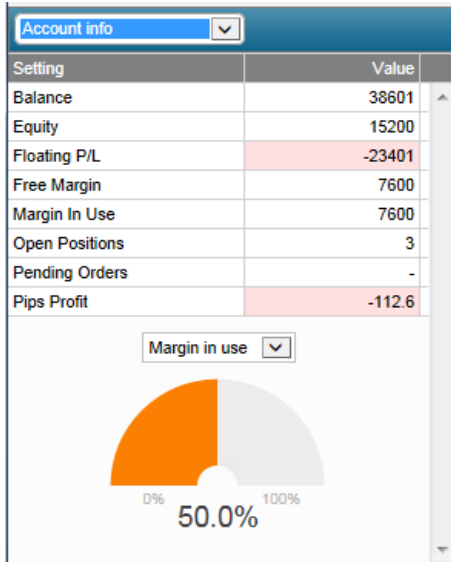 Account info
Setting Value
Balance 38601
Equity 15200
Floating P/L -23401
Free Margin 7600
Margin In Use 7600
Open Positions 3
Pending Orders -
Pips Profit -112.6
Margin in use
0% 100%
50.0%